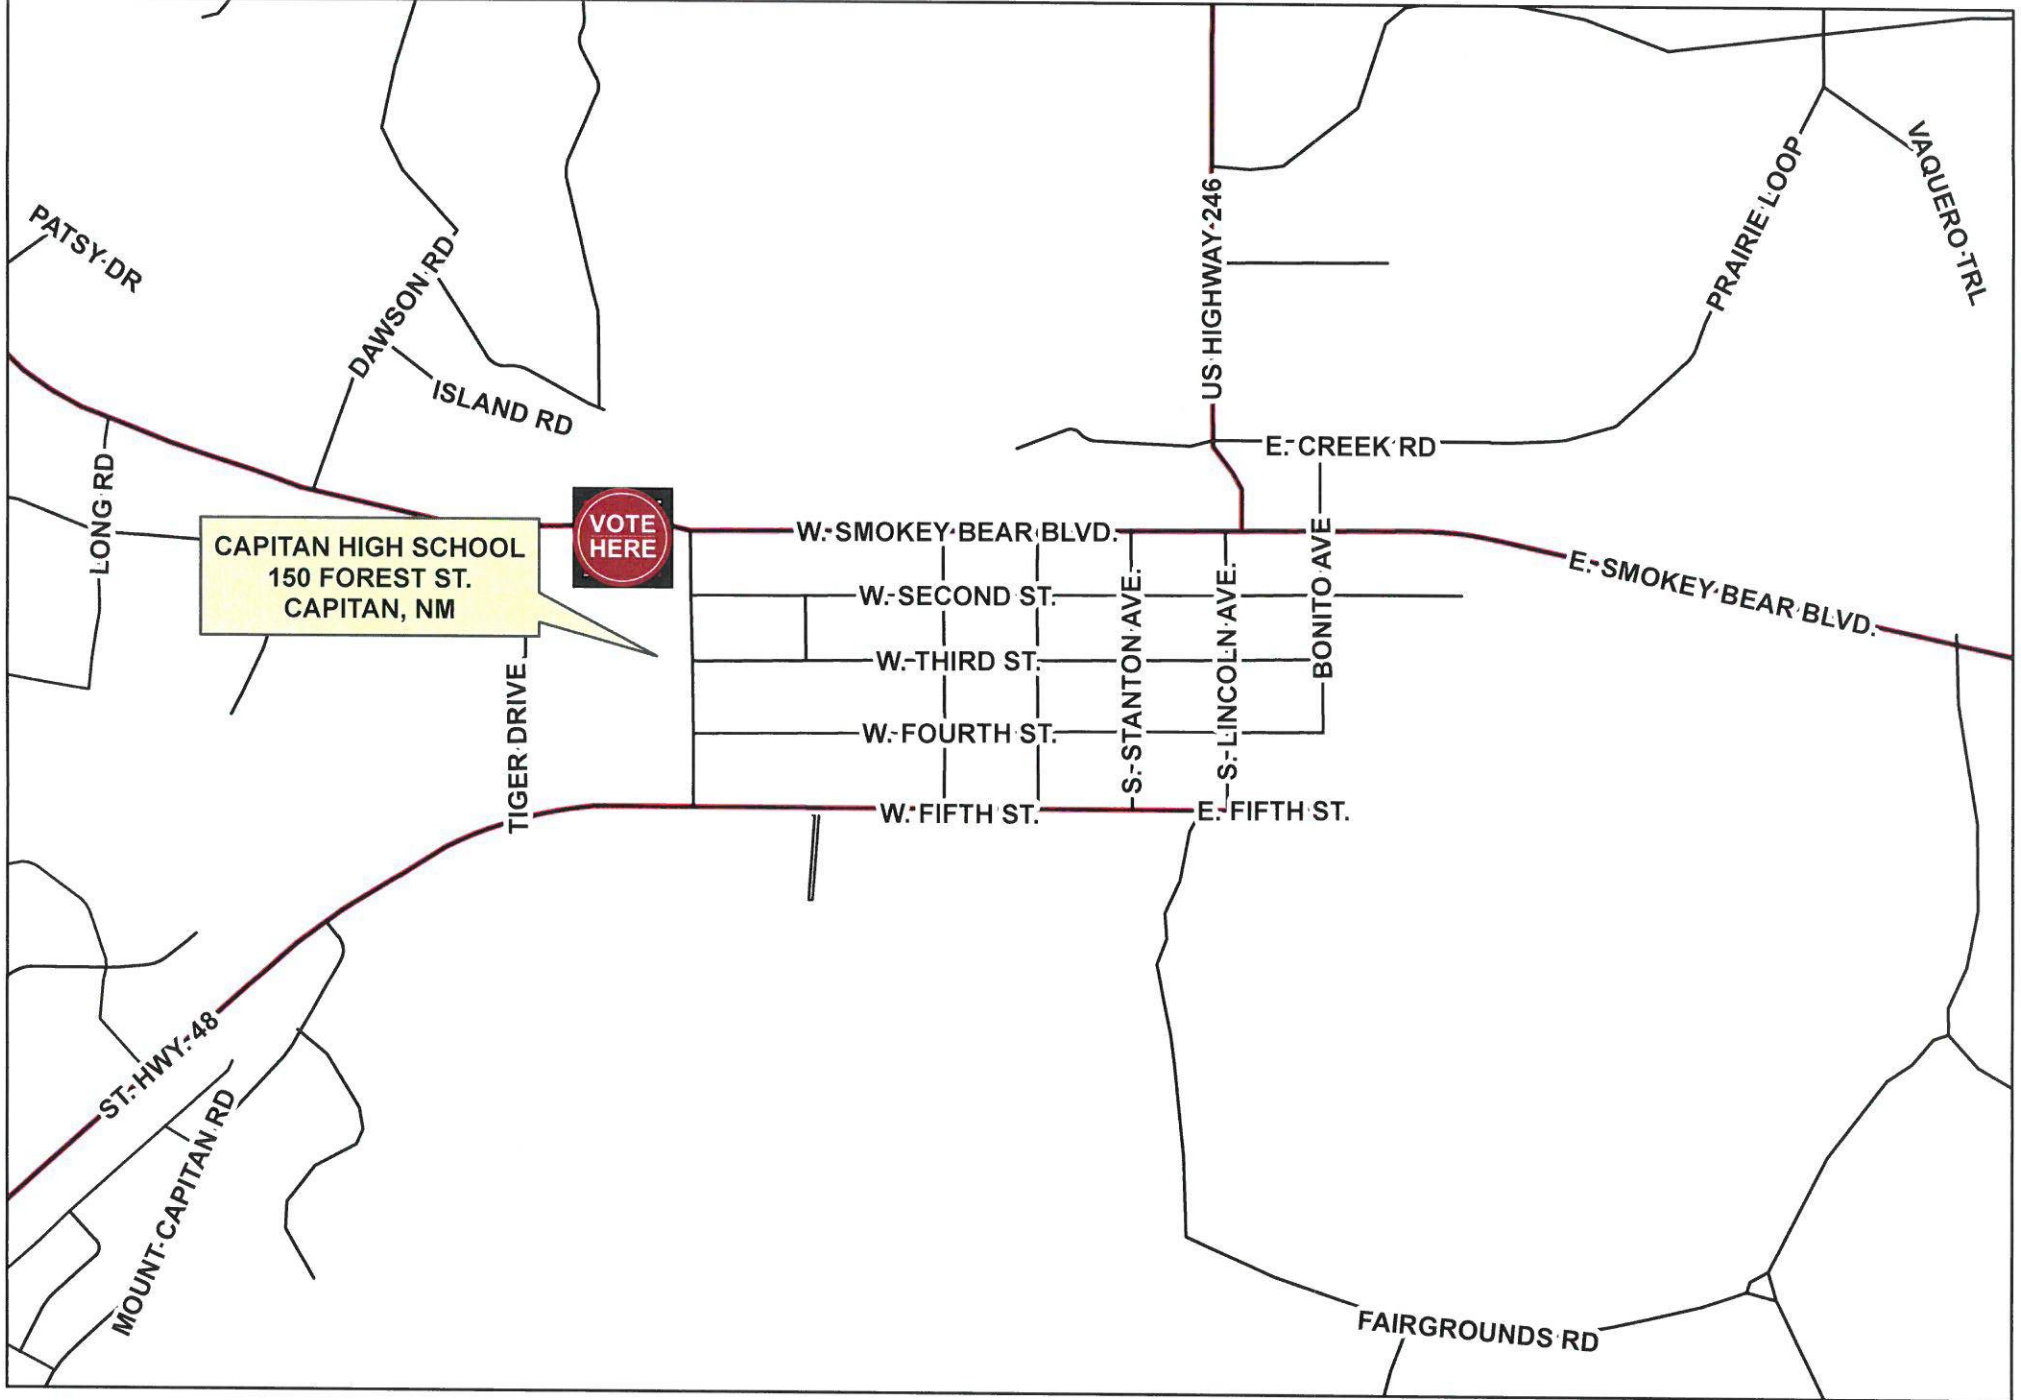 PATSY DR
DAWSON RD
ISLAND RD
LONG RD
US HIGHWAY 246
PRAIRIE LOOP
VAQUERO TRL
E. CREEK RD
VOTE
HERE
CAPITAN HIGH SCHOOL
150 FOREST ST.
CAPITAN, NM
W. SMOKEY BEAR BLVD.
E. SMOKEY BEAR BLVD.
W. SECOND ST.
W. THIRD ST.
W. FOURTH ST.
W. FIFTH ST.
E. FIFTH ST.
S. STANTON AVE.
S. LINCOLN AVE.
BONITO AVE
TIGER DRIVE
ST. HWY. 48
MOUNT CAPITAN RD
FAIRGROUNDS RD